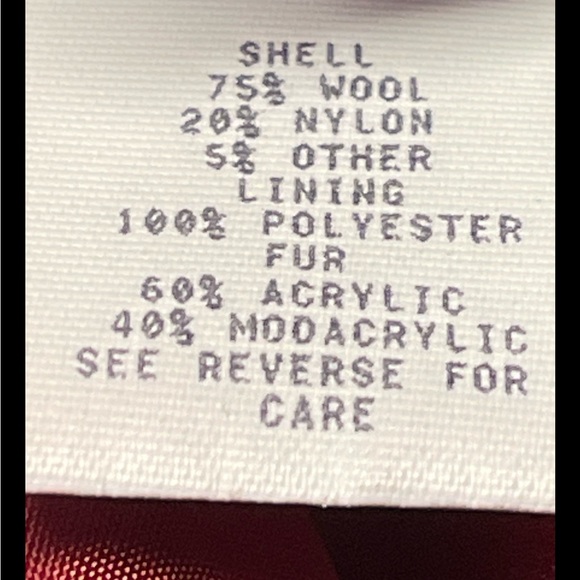 SHELL
75% WOOL
20% NYLON
5% OTHER
LINING
100% POLYESTER
FUR
60% ACRYLIC
40% MODACRYLIC
SEE REVERSE FOR
CARE